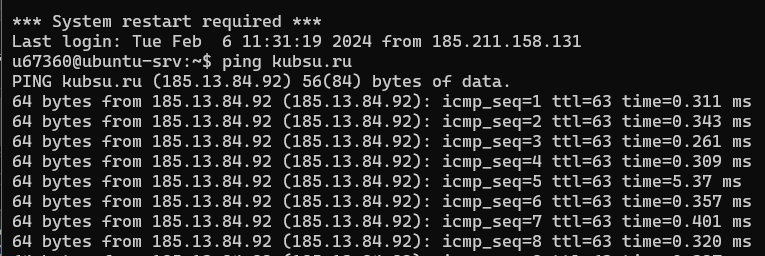 *** System restart required ***
Last login: Tue Feb  6 11:31:19 2024 from 185.211.158.131
u67360@ubuntu-srv:~$ ping kubsu.ru
PING kubsu.ru (185.13.84.92) 56(84) bytes of data.
64 bytes from 185.13.84.92 (185.13.84.92): icmp_seq=1 ttl=63 time=0.311 ms
64 bytes from 185.13.84.92 (185.13.84.92): icmp_seq=2 ttl=63 time=0.343 ms
64 bytes from 185.13.84.92 (185.13.84.92): icmp_seq=3 ttl=63 time=0.261 ms
64 bytes from 185.13.84.92 (185.13.84.92): icmp_seq=4 ttl=63 time=0.309 ms
64 bytes from 185.13.84.92 (185.13.84.92): icmp_seq=5 ttl=63 time=5.37 ms
64 bytes from 185.13.84.92 (185.13.84.92): icmp_seq=6 ttl=63 time=0.357 ms
64 bytes from 185.13.84.92 (185.13.84.92): icmp_seq=7 ttl=63 time=0.401 ms
64 bytes from 185.13.84.92 (185.13.84.92): icmp_seq=8 ttl=63 time=0.320 ms